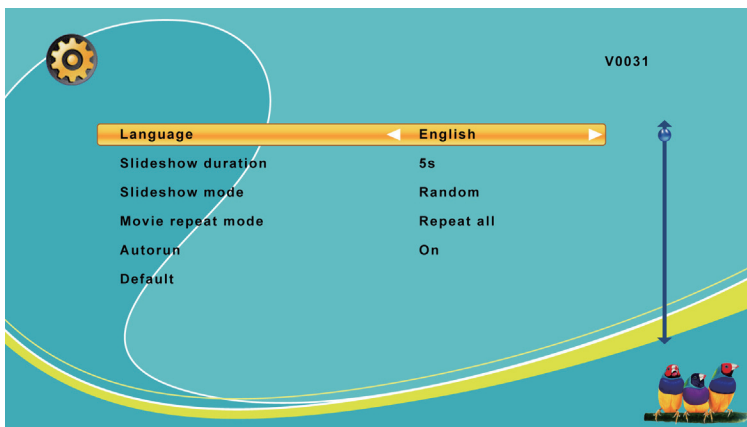 V0031
Language English
Slideshow duration 5s
Slideshow mode Random
Movie repeat mode Repeat all
Autorun On
Default